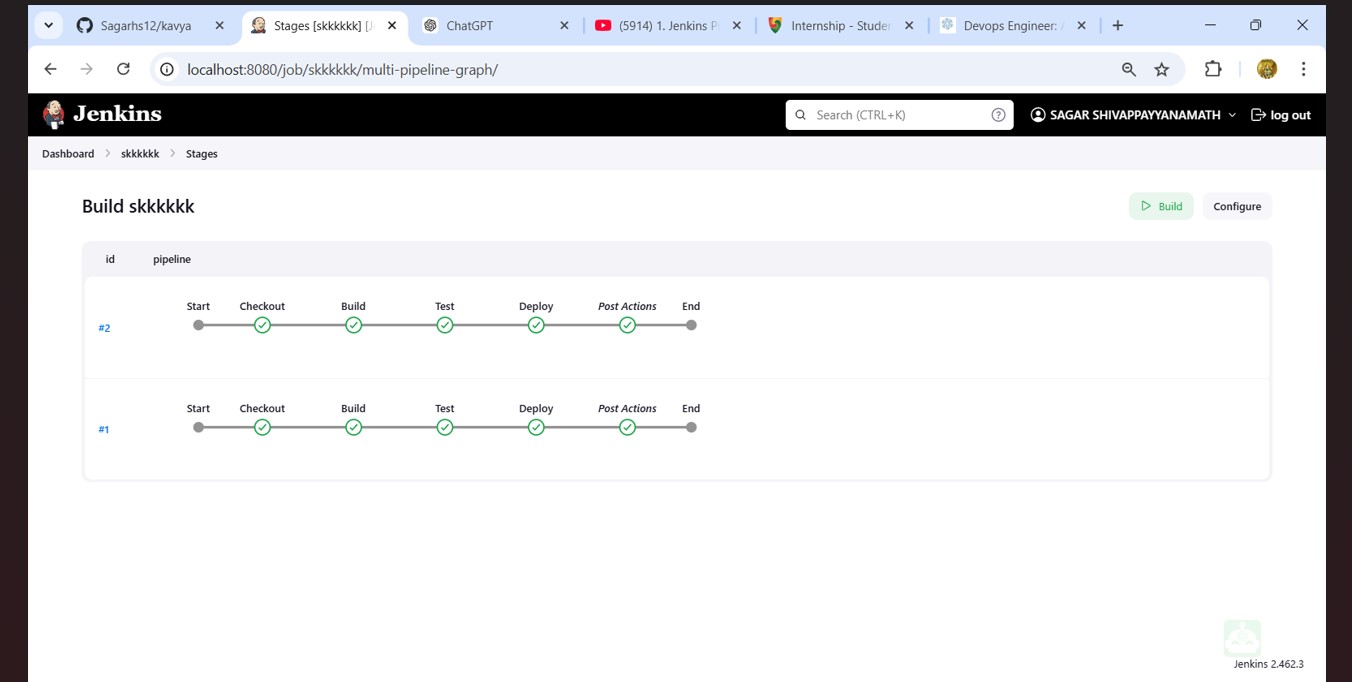 Sagarhs12/kavya
Stages [skkkkkk] [J
ChatGPT
(5914) 1. Jenkins P
Internship - Studen
Devops Engineer: A
localhost:8080/job/skkkkkk/multi-pipeline-graph/
Jenkins
Search (CTRL+K)
SAGAR SHIVAPPAYYANAMATH
log out
Dashboard
skkkkkk
Stages
Build skkkkkk
Build
Configure
id pipeline
Start Checkout Build Test Deploy Post Actions End
#2
Start Checkout Build Test Deploy Post Actions End
#1
Jenkins 2.462.3